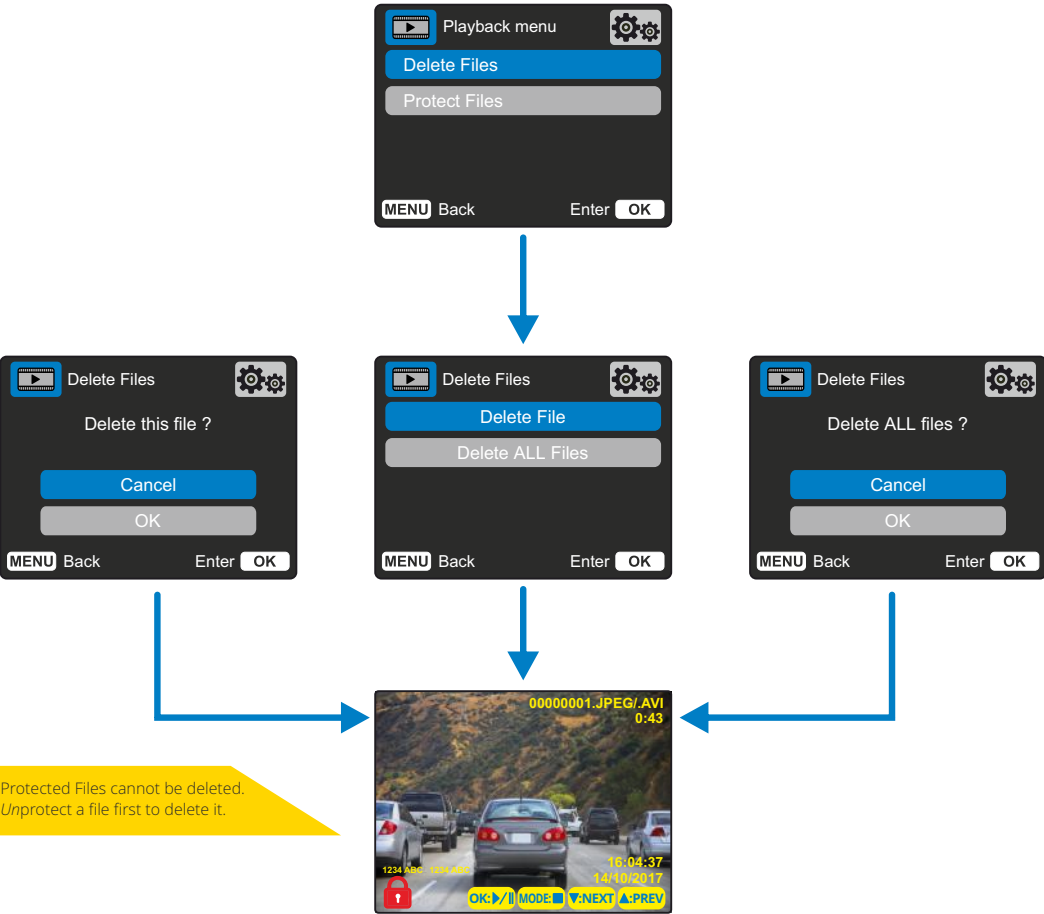 Playback menu
Delete Files
Protect Files
MENU Back Enter OK
Delete Files
Delete this file ?
Cancel
OK
MENU Back Enter OK
Delete Files
Delete File
Delete ALL Files
MENU Back Enter OK
Delete Files
Delete ALL files ?
Cancel
OK
MENU Back Enter OK
00000001.JPEG/.AVI
0:43
Protected Files cannot be deleted.
Unprotect a file first to delete it.
16:04:37
1234 ABC 1234 ABC
14/10/2017
OK:▶/‖ MODE:■ ▼:NEXT ▲:PREV